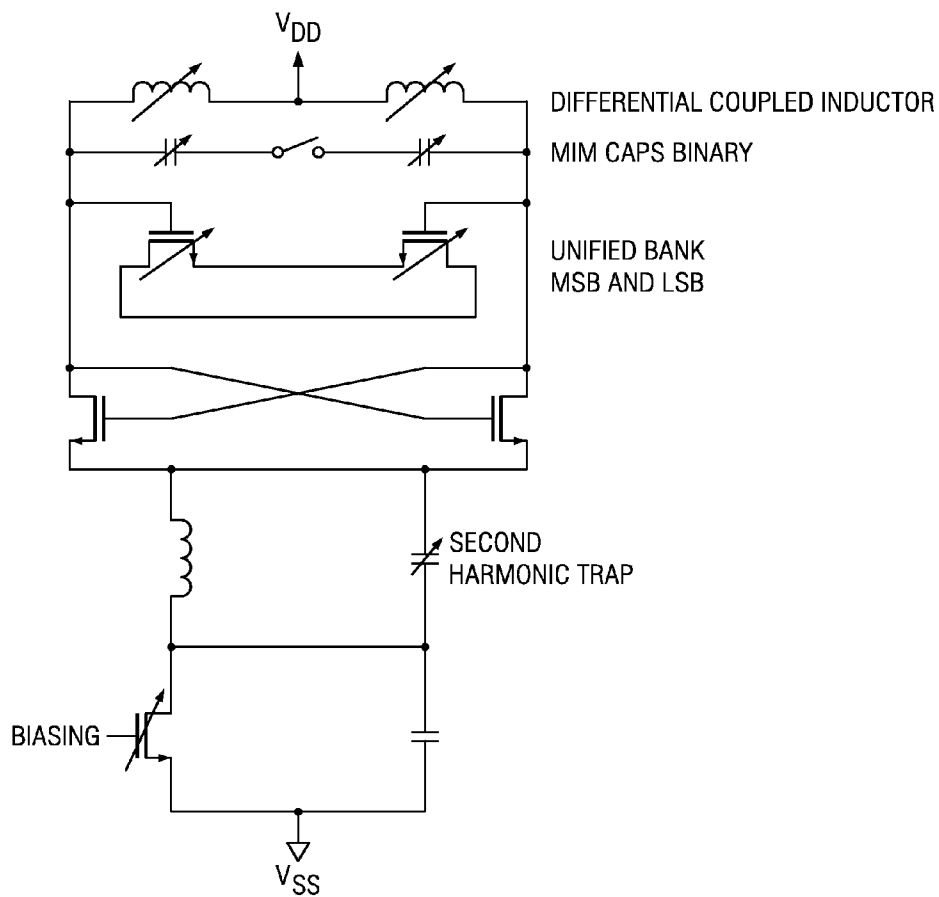 VDD
DIFFERENTIAL COUPLED INDUCTOR
MIM CAPS BINARY
UNIFIED BANK
MSB AND LSB
SECOND
HARMONIC TRAP
BIASING
VSS